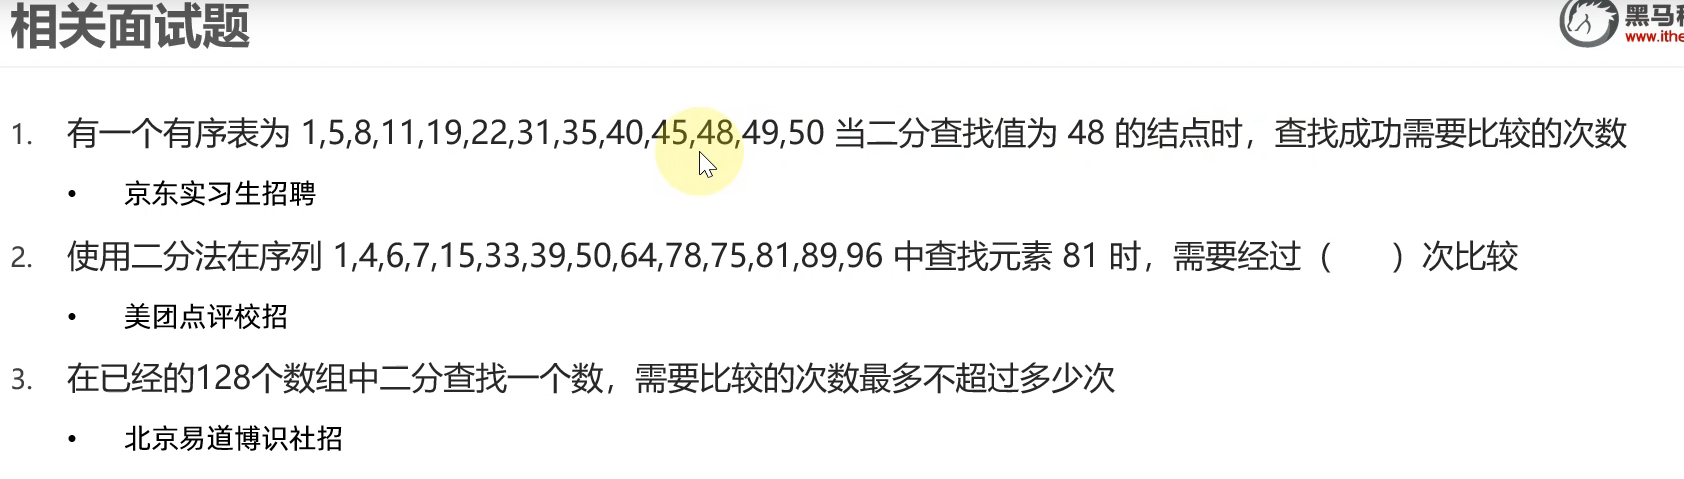 相关面试题
黑马
www.ithe
1. 有一个有序表为 1,5,8,11,19,22,31,35,40,45,48,49,50 当二分查找值为 48 的结点时，查找成功需要比较的次数
• 京东实习生招聘
2. 使用二分法在序列 1,4,6,7,15,33,39,50,64,78,75,81,89,96 中查找元素 81 时，需要经过（ ）次比较
• 美团点评校招
3. 在已经的128个数组中二分查找一个数，需要比较的次数最多不超过多少次
• 北京易道博识社招